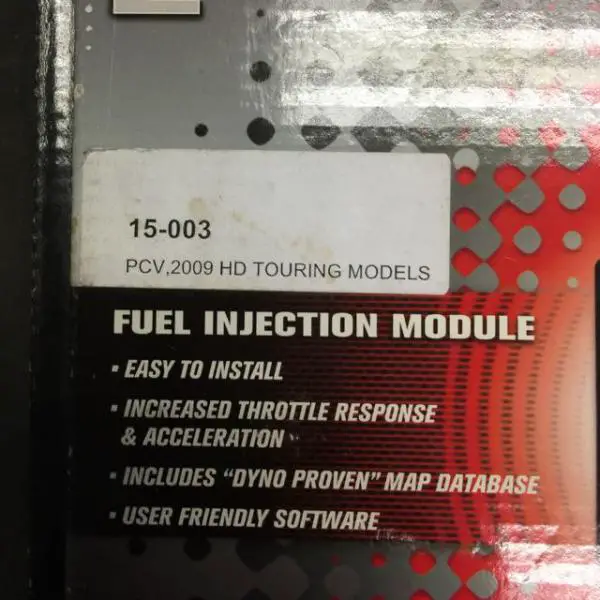 15-003
PCV,2009 HD TOURING MODELS
FUEL INJECTION MODULE
▪ EASY TO INSTALL
▪ INCREASED THROTTLE RESPONSE
& ACCELERATION
▪ INCLUDES “DYNO PROVEN” MAP DATABASE
▪ USER FRIENDLY SOFTWARE